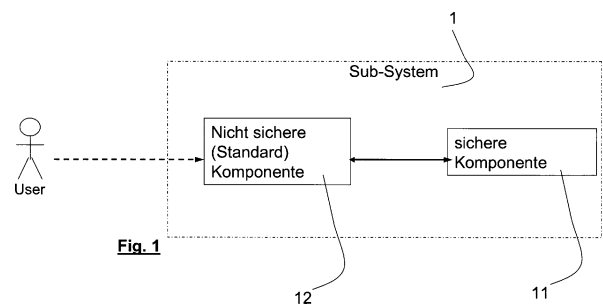 1
Sub-System
Nicht sichere
(Standard)
Komponente
sichere
Komponente
User
Fig. 1
12
11